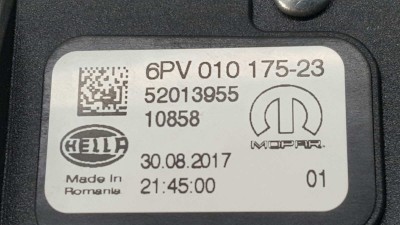 6PV 010 175-23
52013955
10858
HELLA
MOPAR
30.08.2017
Made In
Romania
21:45:00
01